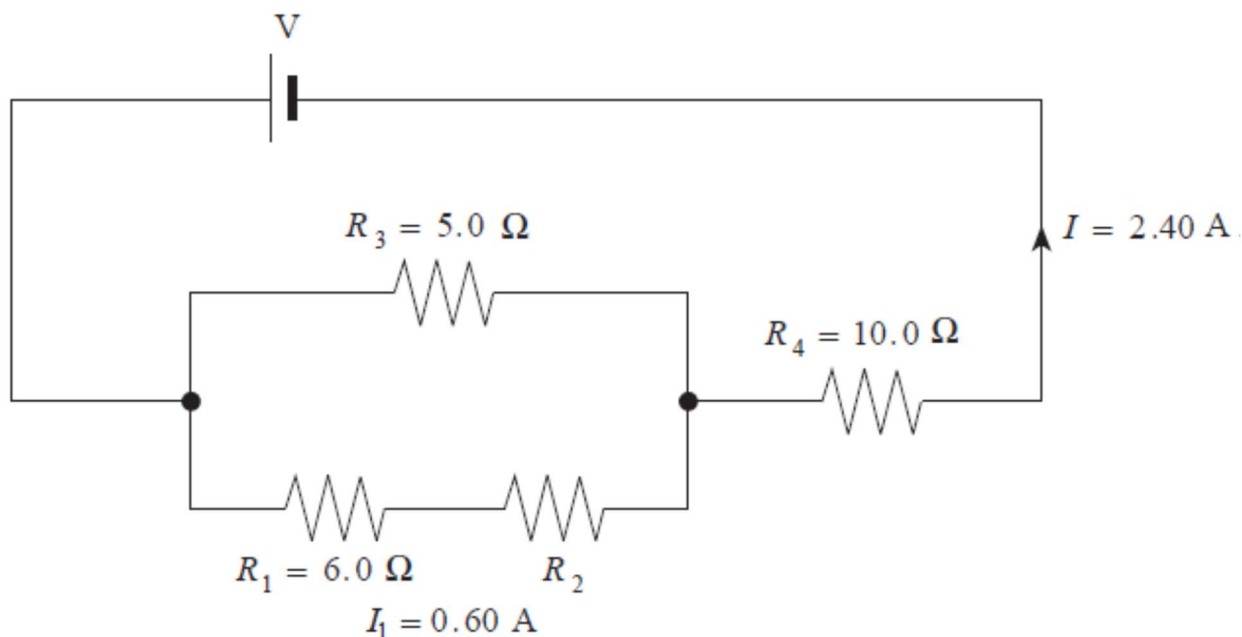 V
R3 = 5.0 Ω
I = 2.40 A.
R4 = 10.0 Ω
R1 = 6.0 Ω
R2
I1 = 0.60 A